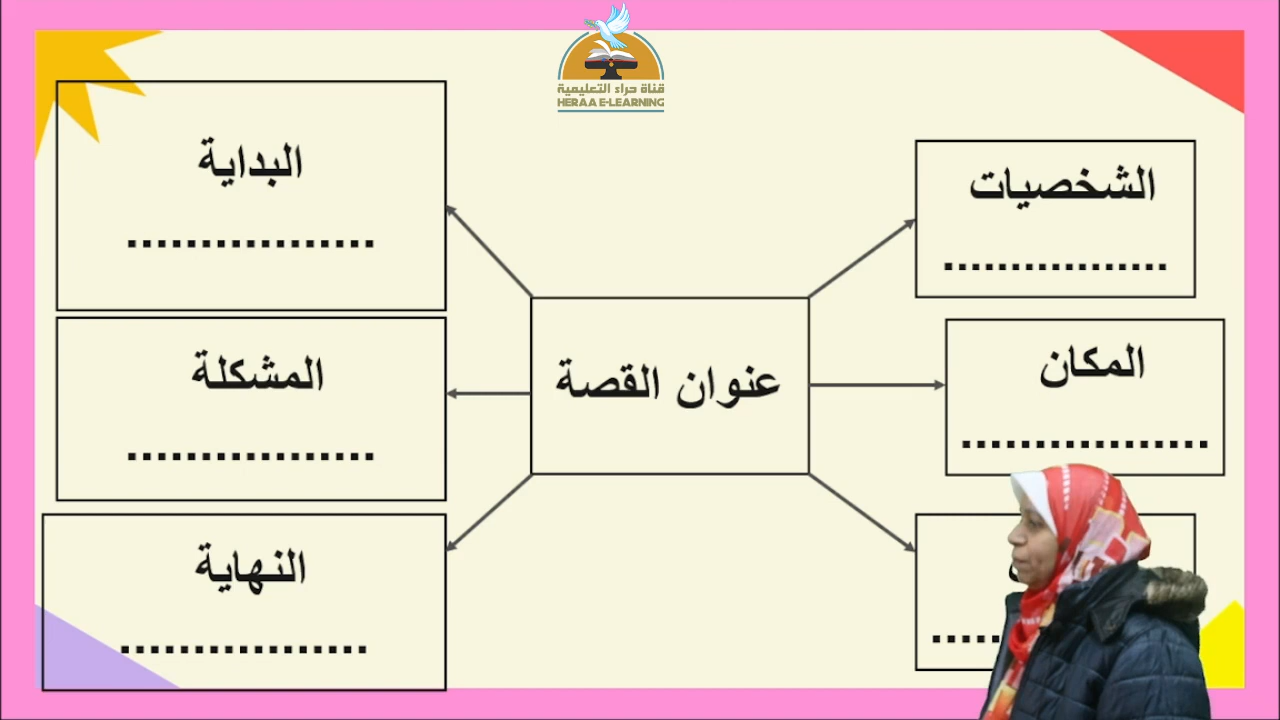 قناة حراء التعليمية
HERAA E-LEARNING
الشخصيات
................
المكان
.................
.....
عنوان القصة
البداية
.................
المشكلة
.................
النهاية
.................